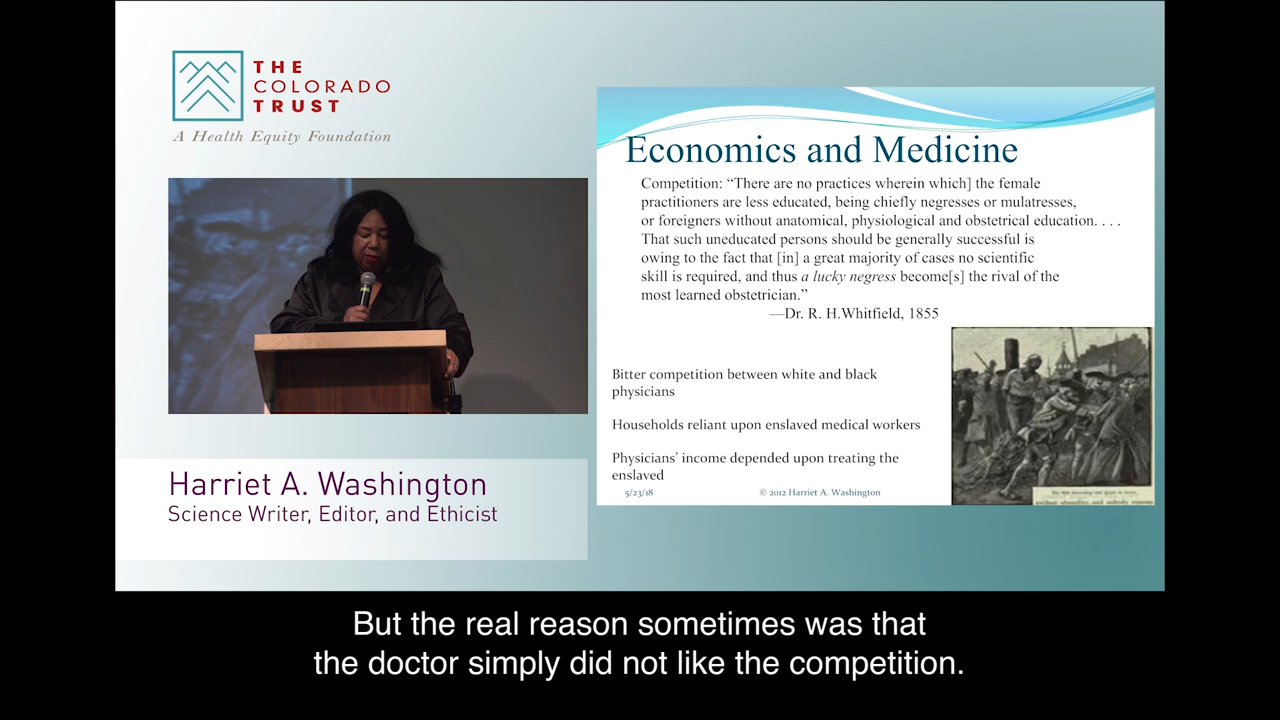 THE
COLORADO
TRUST
A Health Equity Foundation
Economics and Medicine
Competition: “There are no practices wherein which] the female
practitioners are less educated, being chiefly negresses or mulatresses,
or foreigners without anatomical, physiological and obstetrical education. . . .
That such uneducated persons should be generally successful is
owing to the fact that [in] a great majority of cases no scientific
skill is required, and thus a lucky negress become[s] the rival of the
most learned obstetrician.”
—Dr. R. H.Whitfield, 1855
Bitter competition between white and black
physicians
Households reliant upon enslaved medical workers
Physicians’ income depended upon treating the
enslaved
5/23/18 © 2012 Harriet A. Washington
Harriet A. Washington
Science Writer, Editor, and Ethicist
But the real reason sometimes was that
the doctor simply did not like the competition.